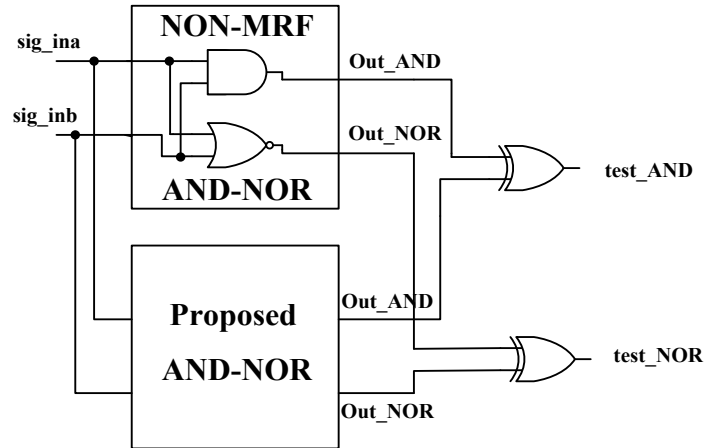 NON-MRF
sig_ina
Out_AND
sig_inb
Out_NOR
AND-NOR
test_AND
Out_AND
Proposed
AND-NOR
test_NOR
Out_NOR